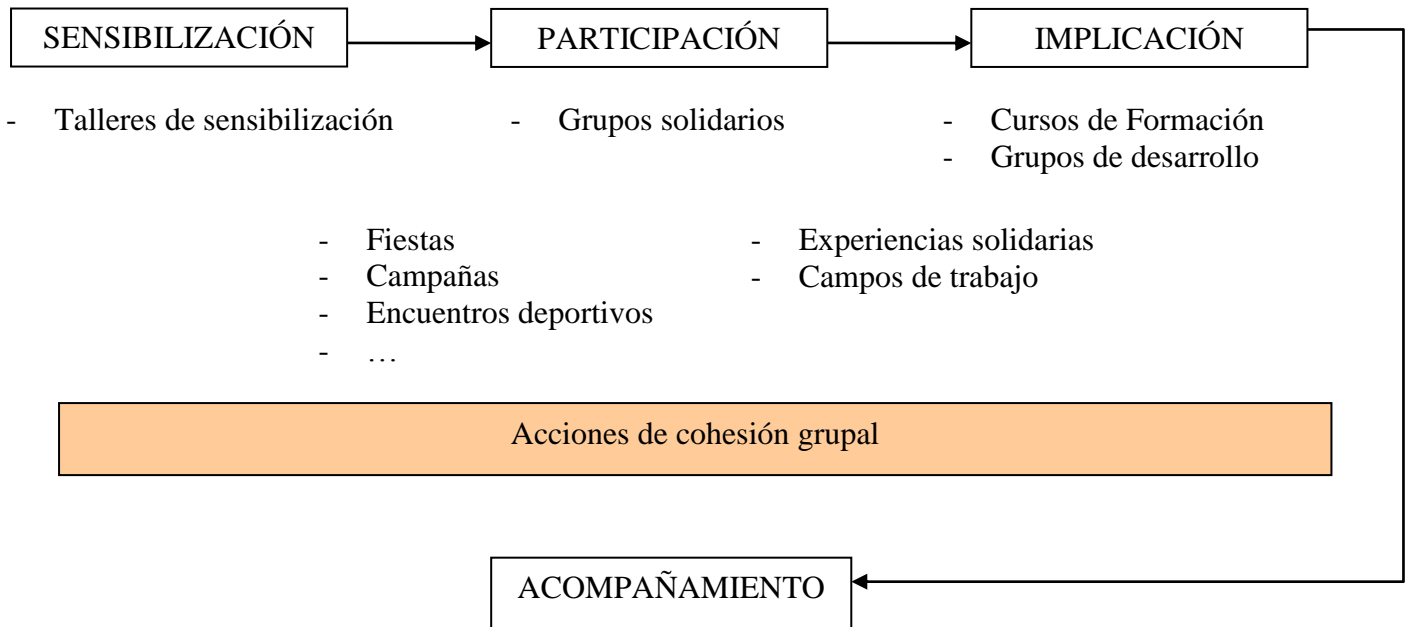 SENSIBILIZACIÓN
PARTICIPACIÓN
IMPLICACIÓN
- Talleres de sensibilización
- Grupos solidarios
- Cursos de Formación
- Grupos de desarrollo
- Fiestas
- Campañas
- Encuentros deportivos
- …
- Experiencias solidarias
- Campos de trabajo
Acciones de cohesión grupal
ACOMPAÑAMIENTO